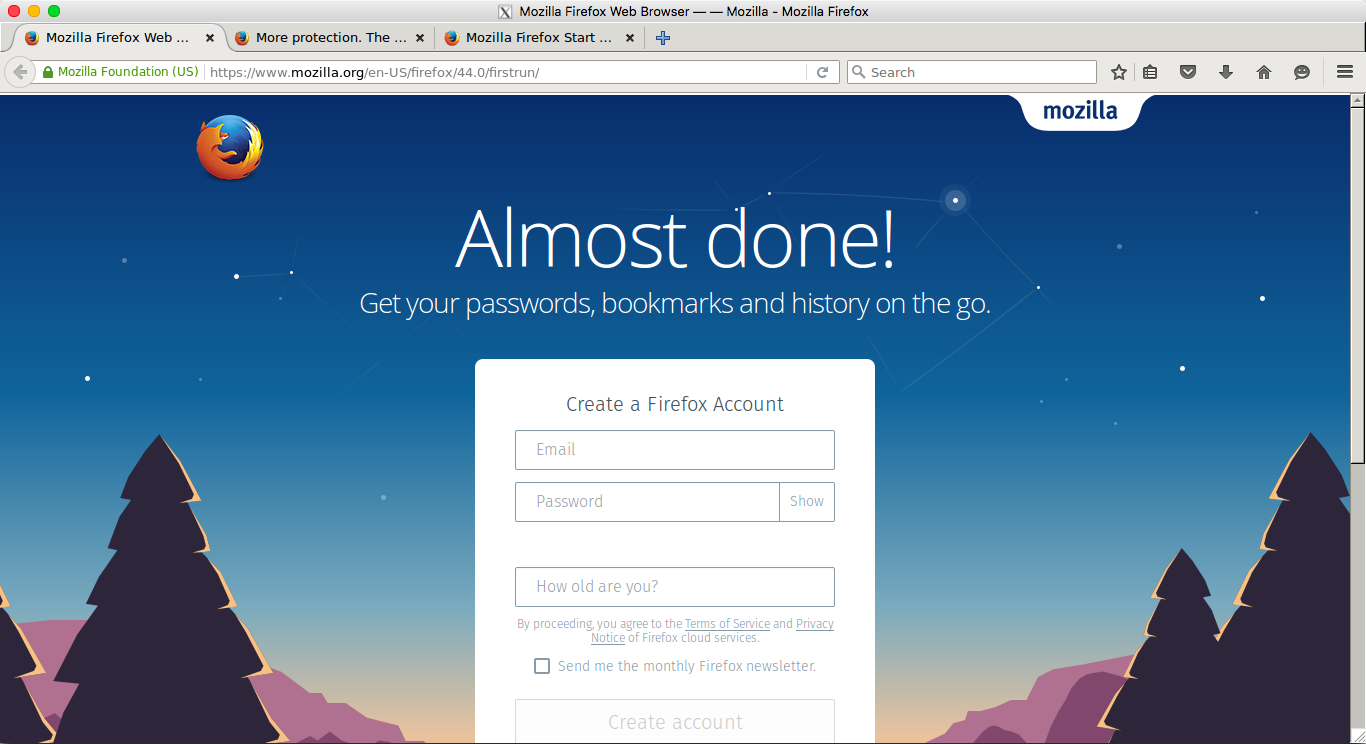 Mozilla Firefox Web Browser — — Mozilla - Mozilla Firefox
Mozilla Firefox Web ...
More protection. The ...
Mozilla Firefox Start ...
Mozilla Foundation (US)
https://www.mozilla.org/en-US/firefox/44.0/firstrun/
Search
mozilla
Almost done!
Get your passwords, bookmarks and history on the go.
Create a Firefox Account
Email
Password
Show
How old are you?
By proceeding, you agree to the Terms of Service and Privacy
Notice of Firefox cloud services.
Send me the monthly Firefox newsletter.
Create account